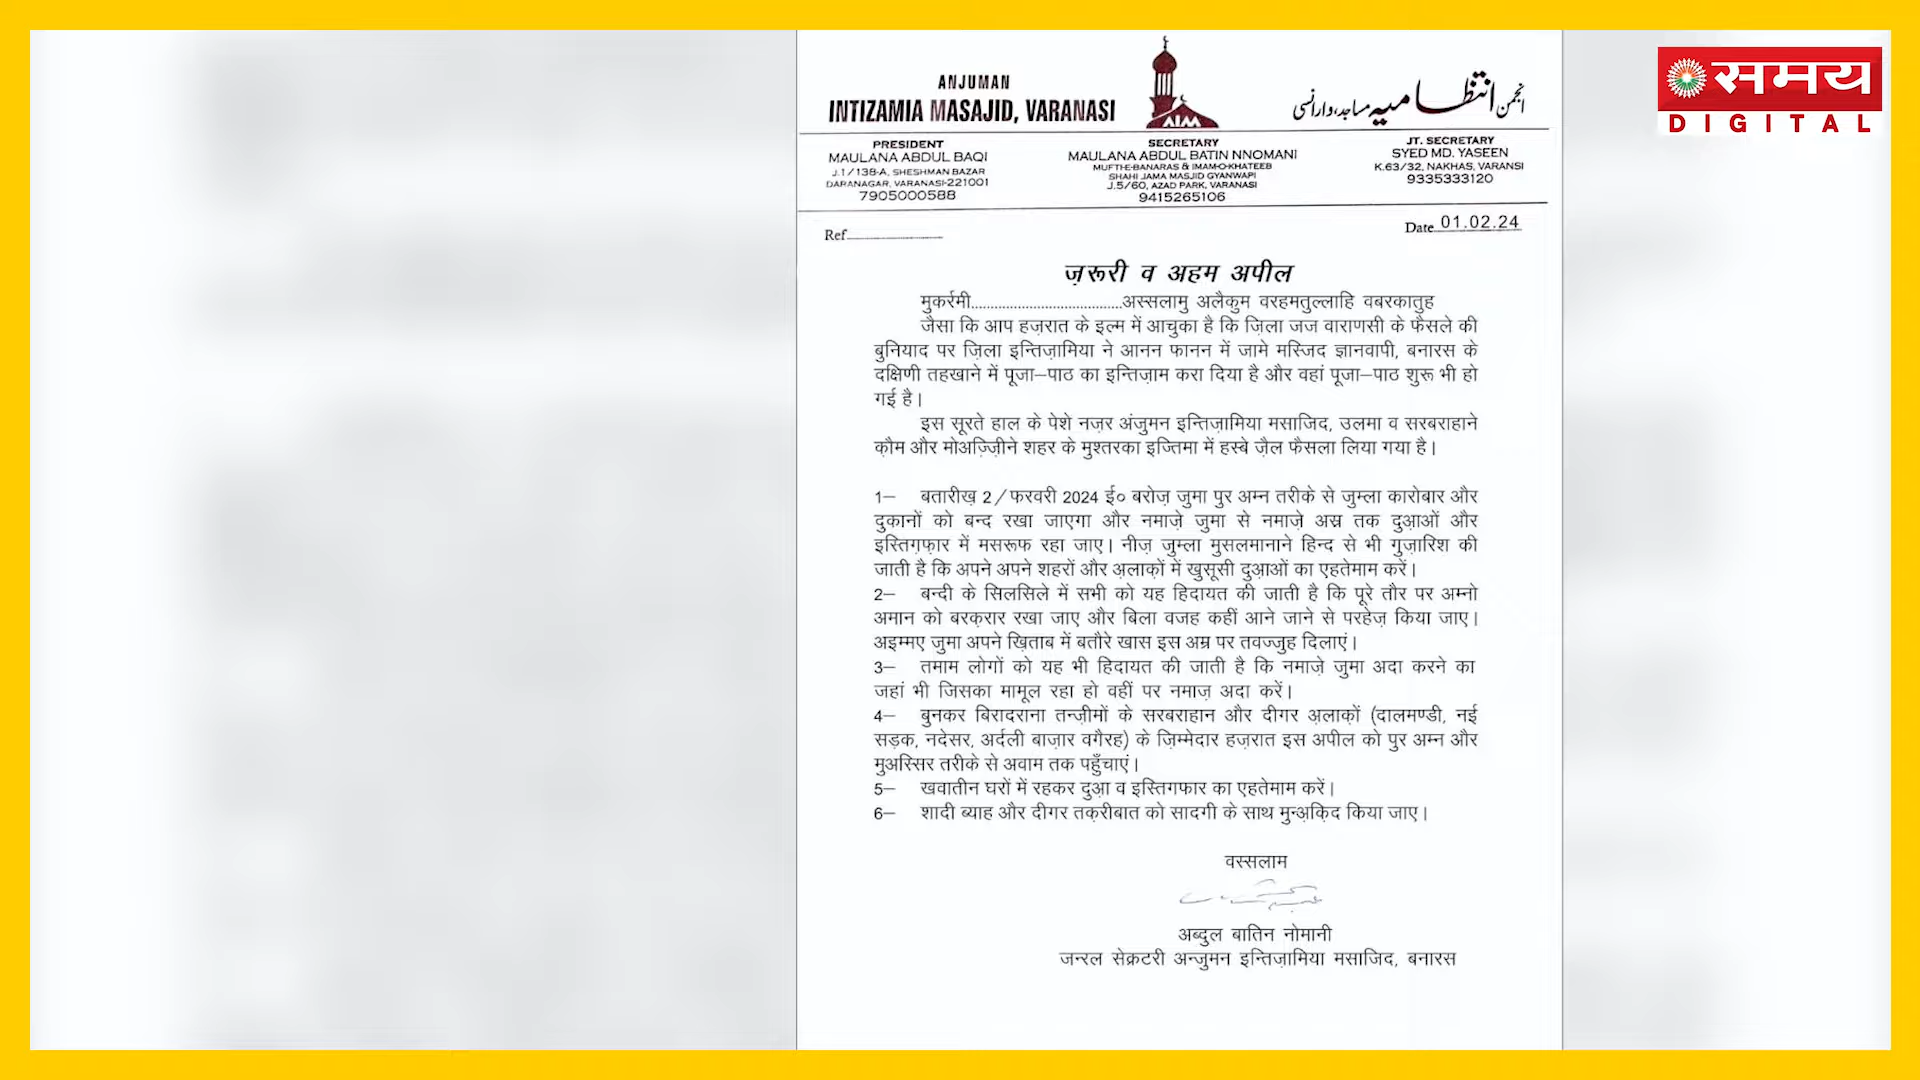 समय
DIGITAL
ANJUMAN
INTIZAMIA MASAJID, VARANASI
AIM
انجمن انتظامیہ مساجد، وارانسی
PRESIDENT
MAULANA ABDUL BAQI
J.1/138-A, SHESHMAN BAZAR
DARANAGAR, VARANASI-221001
7905000588
SECRETARY
MAULANA ABDUL BATIN NNOMANI
MUFTI-E-BANARAS & IMAM-O-KHATEEB
SHAHI JAMA MASJID GYANWAPI
J.5/60, AZAD PARK, VARANASI
9415265106
JT. SECRETARY
SYED MD. YASEEN
K.63/32, NAKHAS, VARANSI
9335333120
Ref.
Date 01.02.24
ज़रूरी व अहम अपील
मुकर्रमी......................................अस्सलामु अलैकुम वरहमतुल्लाहि वबरकातुह
जैसा कि आप हज़रात के इल्म में आचुका है कि ज़िला जज वाराणसी के फैसले की
बुनियाद पर ज़िला इन्तिज़ामिया ने आनन फानन में जामे मस्जिद ज्ञानवापी, बनारस के
दक्षिणी तहखाने में पूजा–पाठ का इन्तिज़ाम करा दिया है और वहां पूजा–पाठ शुरू भी हो
गई है।
इस सूरते हाल के पेशे नज़र अंजुमन इन्तिज़ामिया मसाजिद, उलमा व सरबराहाने
क़ौम और मोअज़्ज़ीने शहर के मुश्तरका इज्तिमा में हस्बे ज़ैल फैसला लिया गया है।
1– बतारीख़ 2/फरवरी 2024 ई० बरोज़ जुमा पुर अम्न तरीके से जुम्ला कारोबार और
दुकानों को बन्द रखा जाएगा और नमाज़े जुमा से नमाज़े अस्र तक दुआओं और
इस्तिग़फ़ार में मसरूफ रहा जाए। नीज़ जुम्ला मुसलमानाने हिन्द से भी गुज़ारिश की
जाती है कि अपने अपने शहरों और अ़लाक़ों में खुसूसी दुआओं का एहतेमाम करें।
2– बन्दी के सिलसिले में सभी को यह हिदायत की जाती है कि पूरे तौर पर अम्नो
अमान को बरक़रार रखा जाए और बिला वजह कहीं आने जाने से परहेज़ किया जाए।
अइम्मए जुमा अपने ख़िताब में बतौरे खास इस अम्र पर तवज्जुह दिलाएं।
3– तमाम लोगों को यह भी हिदायत की जाती है कि नमाज़े जुमा अदा करने का
जहां भी जिसका मामूल रहा हो वहीं पर नमाज़ अदा करें।
4– बुनकर बिरादराना तन्ज़ीमों के सरबराहान और दीगर अ़लाक़ों (दालमण्डी, नई
सड़क, नदेसर, अर्दली बाज़ार वगैरह) के ज़िम्मेदार हज़रात इस अपील को पुर अम्न और
मुअस्सिर तरीके से अवाम तक पहुँचाएं।
5– खवातीन घरों में रहकर दुआ व इस्तिगफार का एहतेमाम करें।
6– शादी ब्याह और दीगर तक़रीबात को सादगी के साथ मुन्अ़क़िद किया जाए।
वस्सलाम
अब्दुल बातिन नोमानी
जनरल सेक्रटरी अन्जुमन इन्तिज़ामिया मसाजिद, बनारस